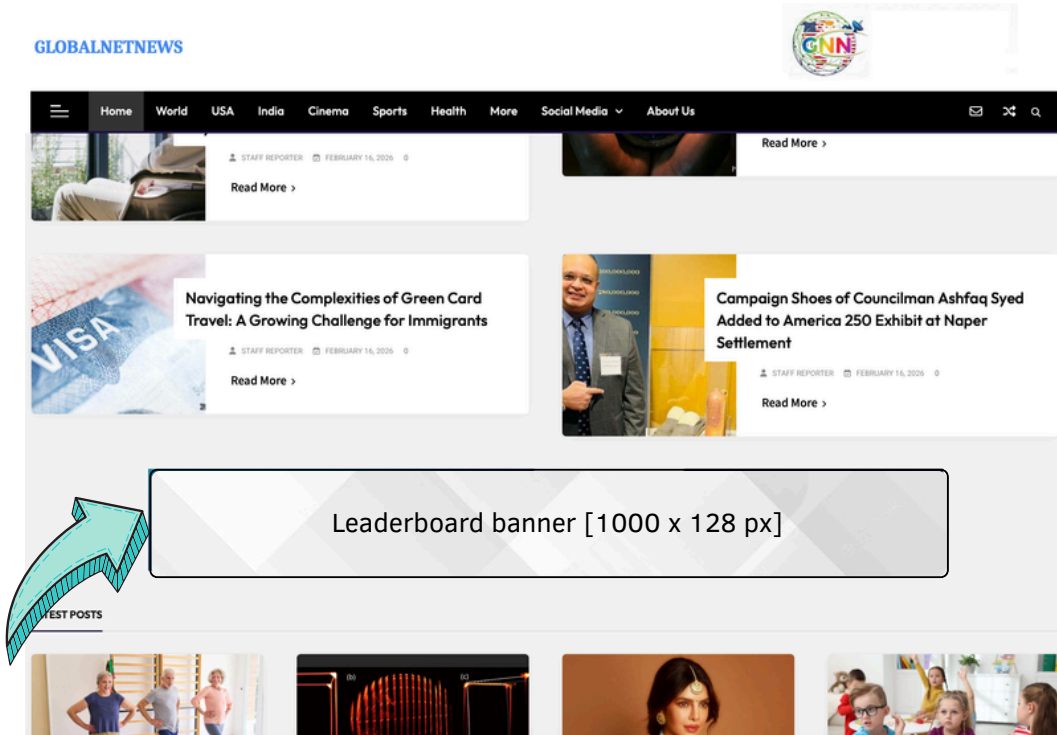 GLOBALNETNEWS
GNN
Home World USA India Cinema Sports Health More Social Media About Us
STAFF REPORTER FEBRUARY 16, 2026 0
Read More >
Read More >
Navigating the Complexities of Green Card
Travel: A Growing Challenge for Immigrants
STAFF REPORTER FEBRUARY 16, 2026 0
Read More >
VISA
Campaign Shoes of Councilman Ashfaq Syed
Added to America 250 Exhibit at Naper
Settlement
STAFF REPORTER FEBRUARY 16, 2026 0
Read More >
Leaderboard banner [1000 x 128 px]
TEST POSTS
(b)
(c)